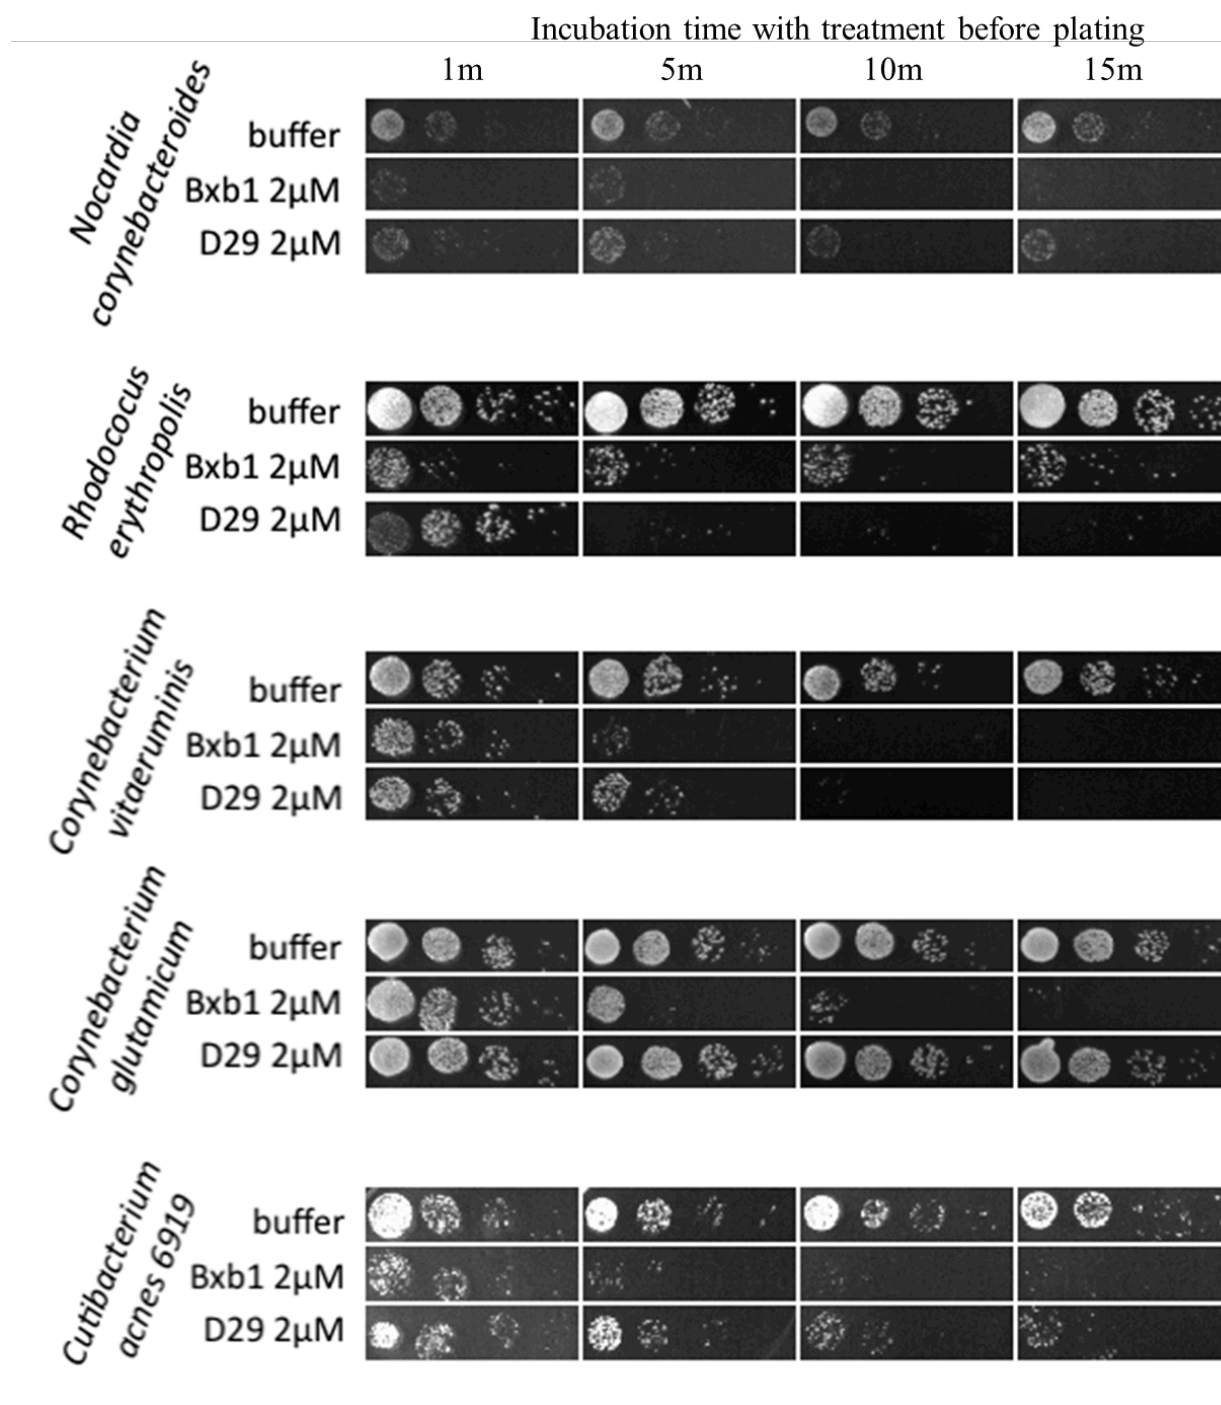 Incubation time with treatment before plating
1m 5m 10m 15m
Nocardia
corynebacteroides
buffer
Bxb1 2µM
D29 2µM
Rhodococus
erythropolis
buffer
Bxb1 2µM
D29 2µM
Corynebacterium
vitaeruminis
buffer
Bxb1 2µM
D29 2µM
Corynebacterium
glutamicum
buffer
Bxb1 2µM
D29 2µM
Cutibacterium
acnes 6919
buffer
Bxb1 2µM
D29 2µM